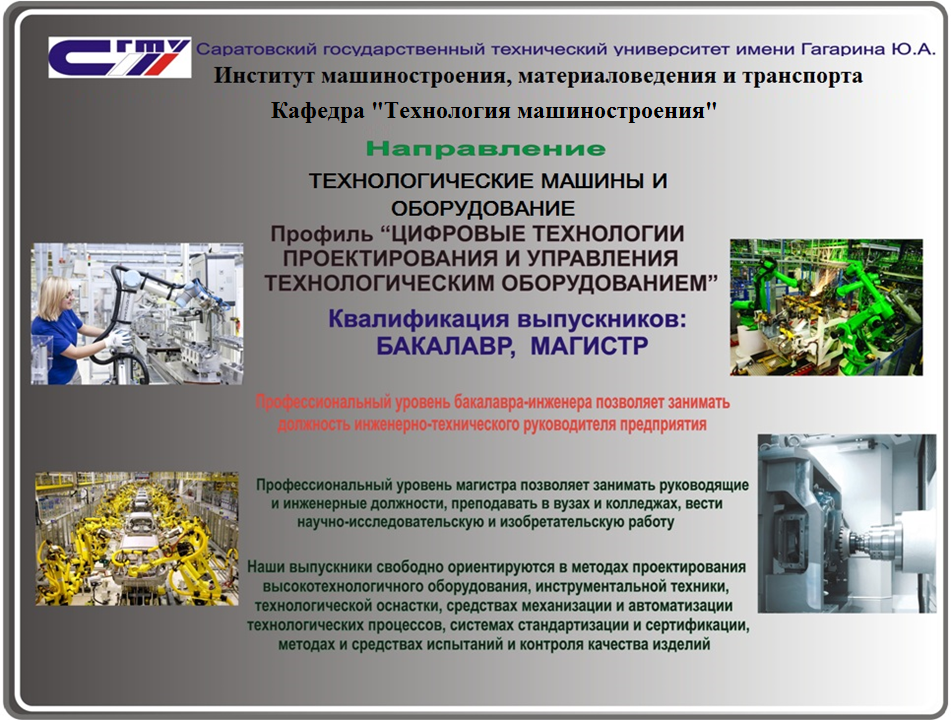 СГТУ
Саратовский государственный технический университет имени Гагарина Ю.А.
Институт машиностроения, материаловедения и транспорта
Кафедра "Технология машиностроения"
Направление
ТЕХНОЛОГИЧЕСКИЕ МАШИНЫ И
ОБОРУДОВАНИЕ
Профиль “ЦИФРОВЫЕ ТЕХНОЛОГИИ
ПРОЕКТИРОВАНИЯ И УПРАВЛЕНИЯ
ТЕХНОЛОГИЧЕСКИМ ОБОРУДОВАНИЕМ”
Квалификация выпускников:
БАКАЛАВР, МАГИСТР
Профессиональный уровень бакалавра-инженера позволяет занимать
должность инженерно-технического руководителя предприятия
Профессиональный уровень магистра позволяет занимать руководящие
и инженерные должности, преподавать в вузах и колледжах, вести
научно-исследовательскую и изобретательскую работу
Наши выпускники свободно ориентируются в методах проектирования
высокотехнологичного оборудования, инструментальной техники,
технологической оснастки, средствах механизации и автоматизации
технологических процессов, системах стандартизации и сертификации,
методах и средствах испытаний и контроля качества изделий